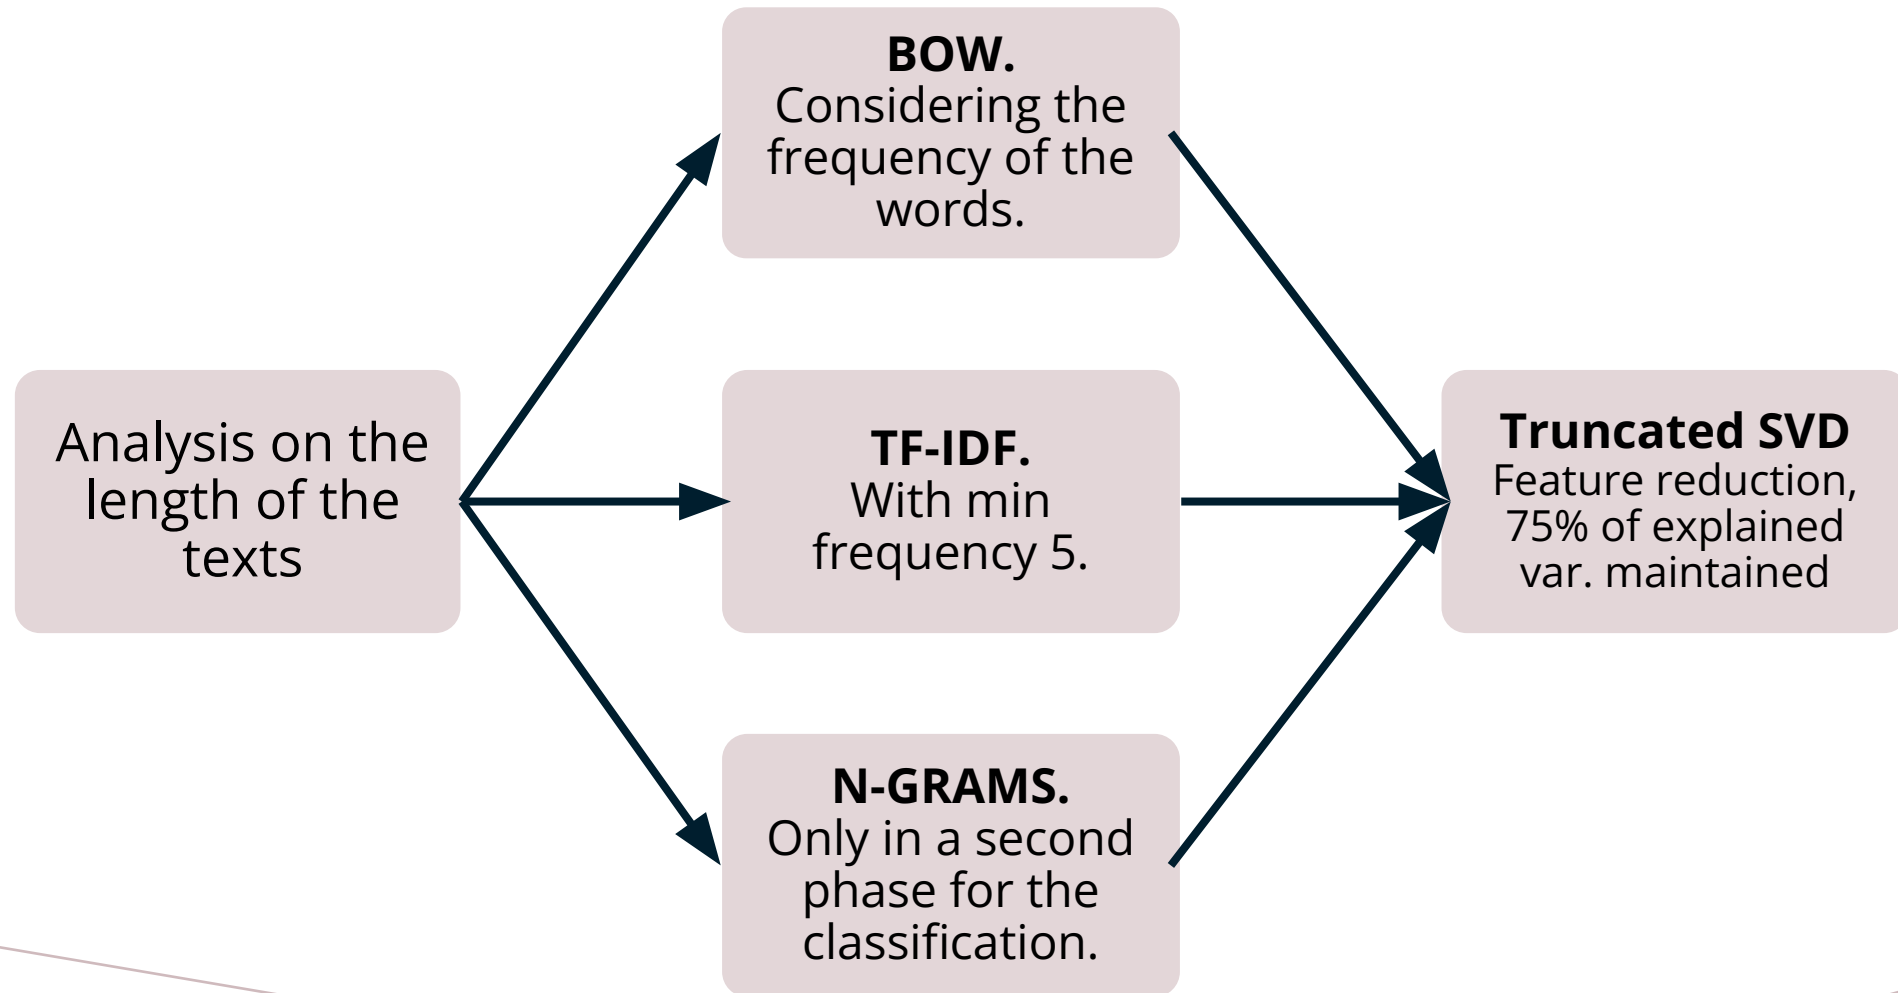 BOW.
Considering the
frequency of the
words.
Analysis on the
length of the
texts
TF-IDF.
With min
frequency 5.
Truncated SVD
Feature reduction,
75% of explained
var. maintained
N-GRAMS.
Only in a second
phase for the
classification.